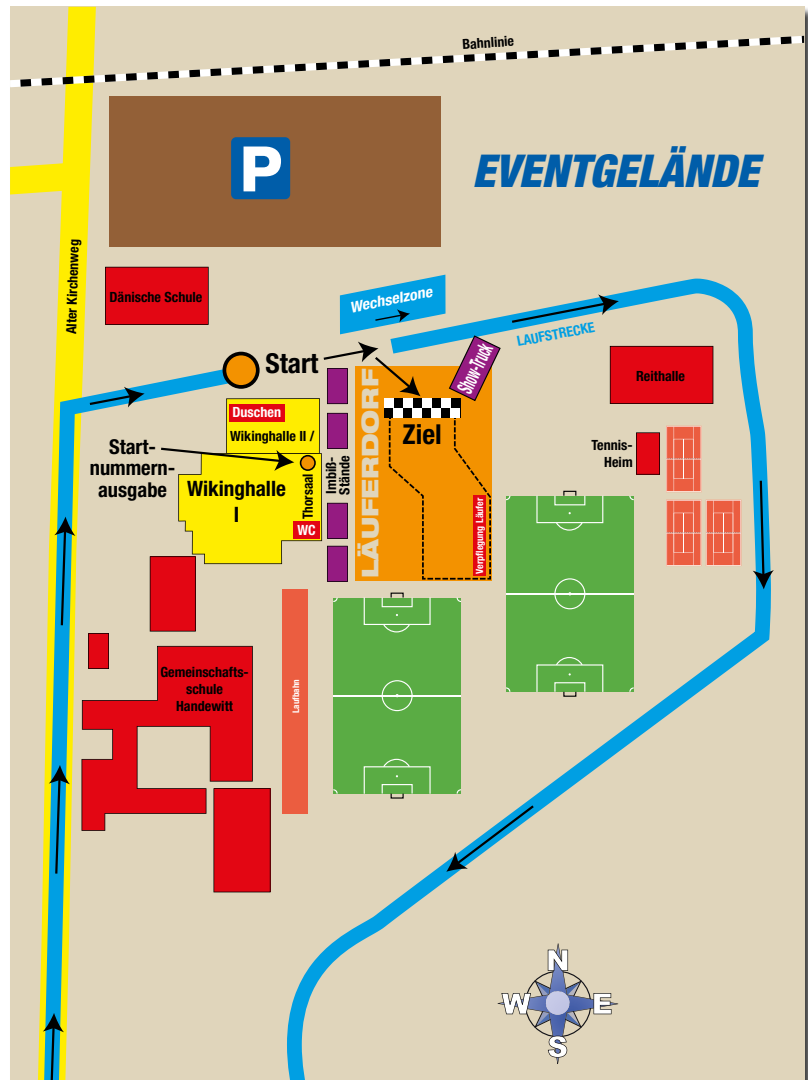 Bahnlinie
P
EVENTGELÄNDE
Alter Kirchenweg
Dänische Schule
Wechselzone
LAUFSTRECKE
Start
Show-Truck
Reithalle
Duschen
Wikinghalle II /
Ziel
Start-
nummern-
ausgabe
Wikinghalle
I
Thorsaal
WC
Imbiß-
Stände
LÄUFERDORF
Verpflegung Läufer
Tennis-
Heim
Gemeinschafts-
schule
Handewitt
Laufbahn
N
W
E
S